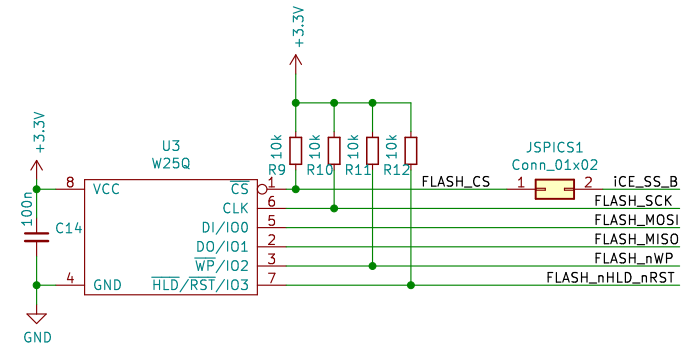 +3.3V
+3.3V
U3
W25Q
10k
10k
10k
10k
R9
R10
R11
R12
JSPICS1
Conn_01x02
100n
C14
8
VCC
CS
1
FLASH_CS
1
2
iCE_SS_B
CLK
6
FLASH_SCK
DI/IO0
5
FLASH_MOSI
DO/IO1
2
FLASH_MISO
WP/IO2
3
FLASH_nWP
4
GND
HLD/RST/IO3
7
FLASH_nHLD_nRST
GND